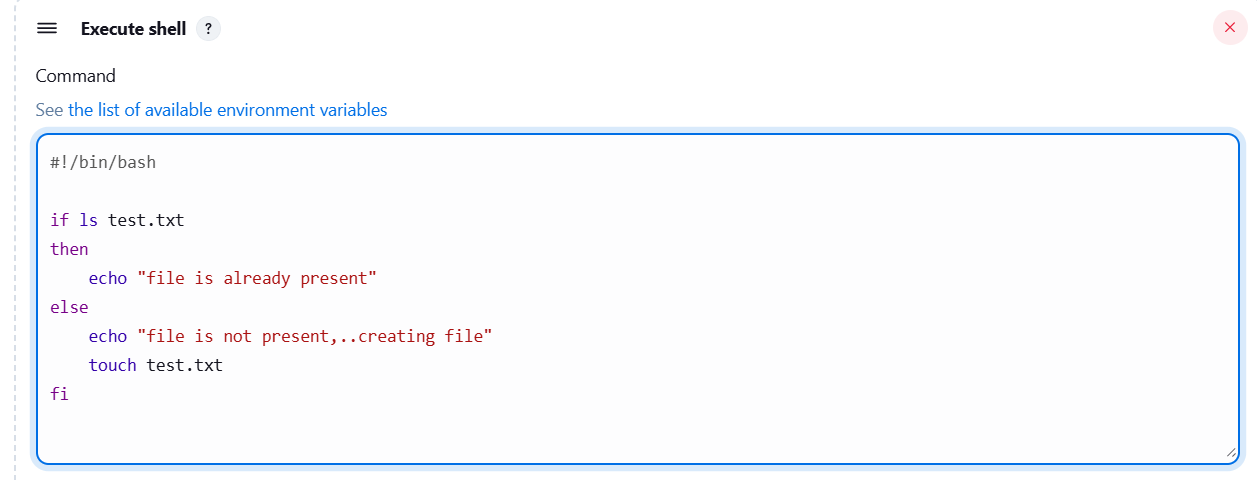 Execute shell ?
Command
See the list of available environment variables
#!/bin/bash

if ls test.txt
then
    echo "file is already present"
else
    echo "file is not present,..creating file"
    touch test.txt
fi